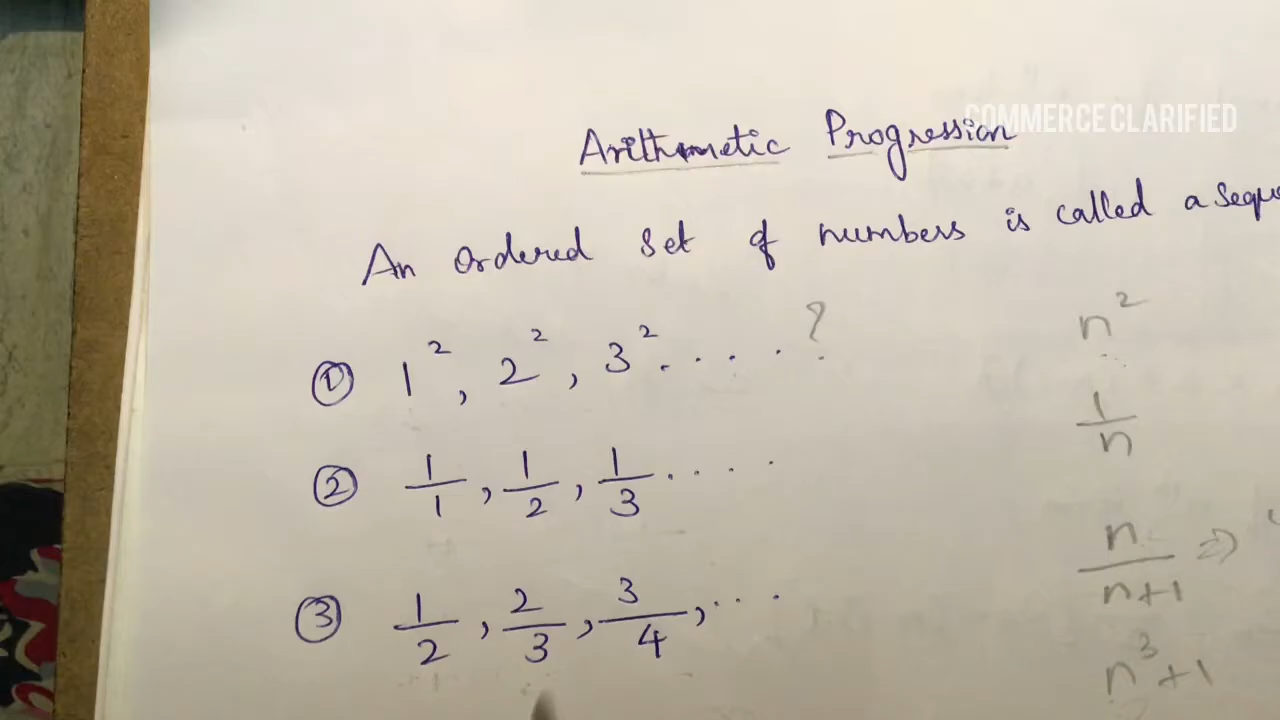 COMMERCE CLARIFIED
Arithmetic Progression
An ordered set of numbers is called a sequ
① 1², 2², 3². . . . ? n²
② 1/1, 1/2, 1/3 . . . . 1/n
③ 1/2, 2/3, 3/4, . . . n/n+1 ⇒
n³+1